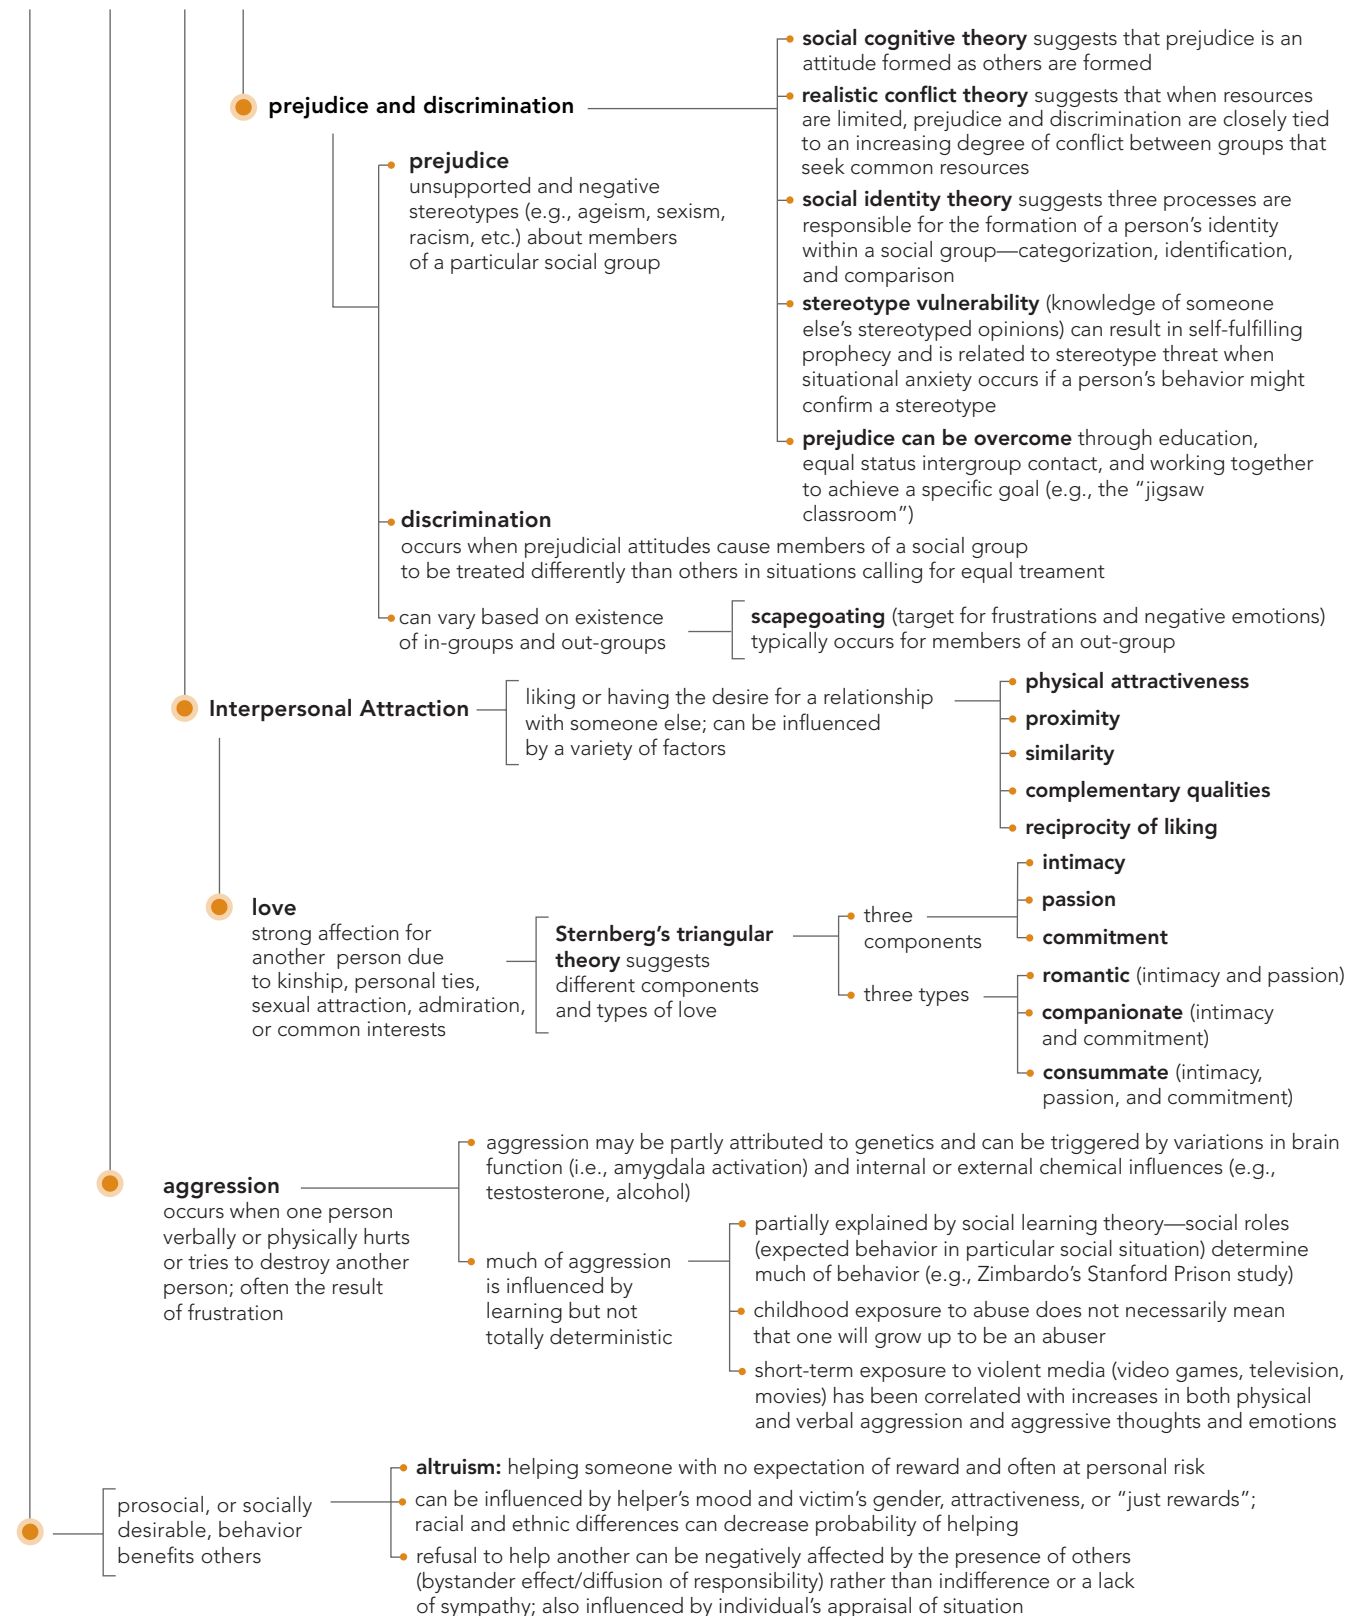 prejudice and discrimination
social cognitive theory suggests that prejudice is an
attitude formed as others are formed
realistic conflict theory suggests that when resources
are limited, prejudice and discrimination are closely tied
to an increasing degree of conflict between groups that
seek common resources
social identity theory suggests three processes are
responsible for the formation of a person's identity
within a social group—categorization, identification,
and comparison
stereotype vulnerability (knowledge of someone
else's stereotyped opinions) can result in self-fulfilling
prophecy and is related to stereotype threat when
situational anxiety occurs if a person's behavior might
confirm a stereotype
prejudice can be overcome through education,
equal status intergroup contact, and working together
to achieve a specific goal (e.g., the “jigsaw
classroom”)
prejudice
unsupported and negative
stereotypes (e.g., ageism, sexism,
racism, etc.) about members
of a particular social group
discrimination
occurs when prejudicial attitudes cause members of a social group
to be treated differently than others in situations calling for equal treament
can vary based on existence
of in-groups and out-groups
scapegoating (target for frustrations and negative emotions)
typically occurs for members of an out-group
Interpersonal Attraction
liking or having the desire for a relationship
with someone else; can be influenced
by a variety of factors
physical attractiveness
proximity
similarity
complementary qualities
reciprocity of liking
love
strong affection for
another person due
to kinship, personal ties,
sexual attraction, admiration,
or common interests
Sternberg's triangular
theory suggests
different components
and types of love
three
components
intimacy
passion
commitment
three types
romantic (intimacy and passion)
companionate (intimacy
and commitment)
consummate (intimacy,
passion, and commitment)
aggression
occurs when one person
verbally or physically hurts
or tries to destroy another
person; often the result
of frustration
aggression may be partly attributed to genetics and can be triggered by variations in brain
function (i.e., amygdala activation) and internal or external chemical influences (e.g.,
testosterone, alcohol)
much of aggression
is influenced by
learning but not
totally deterministic
partially explained by social learning theory—social roles
(expected behavior in particular social situation) determine
much of behavior (e.g., Zimbardo's Stanford Prison study)
childhood exposure to abuse does not necessarily mean
that one will grow up to be an abuser
short-term exposure to violent media (video games, television,
movies) has been correlated with increases in both physical
and verbal aggression and aggressive thoughts and emotions
prosocial, or socially
desirable, behavior
benefits others
altruism: helping someone with no expectation of reward and often at personal risk
can be influenced by helper's mood and victim's gender, attractiveness, or “just rewards”;
racial and ethnic differences can decrease probability of helping
refusal to help another can be negatively affected by the presence of others
(bystander effect/diffusion of responsibility) rather than indifference or a lack
of sympathy; also influenced by individual's appraisal of situation